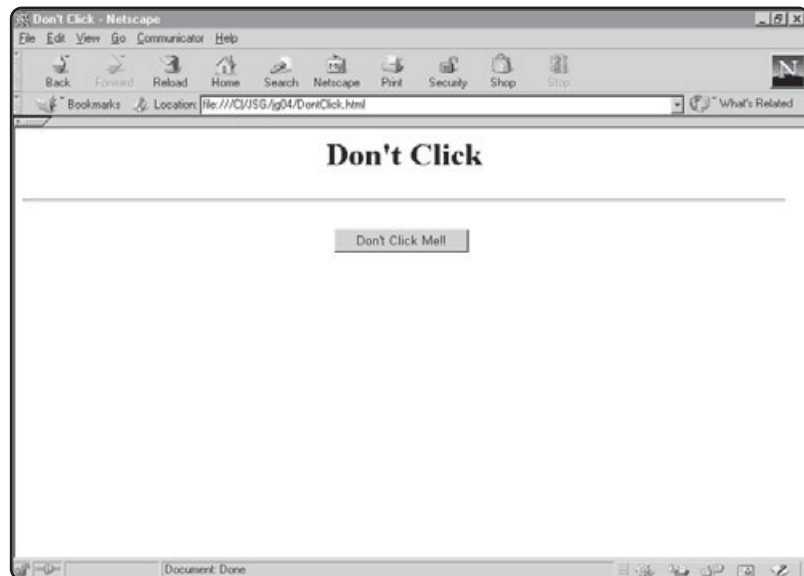 Don't Click - Netscape
File Edit View Go Communicator Help
Back Forward Reload Home Search Netscape Print Security Shop Stop
N
Bookmarks Location: file:///C|/JSG/jg04/DontClick.html What's Related
Don't Click
Don't Click Me!!
Document: Done